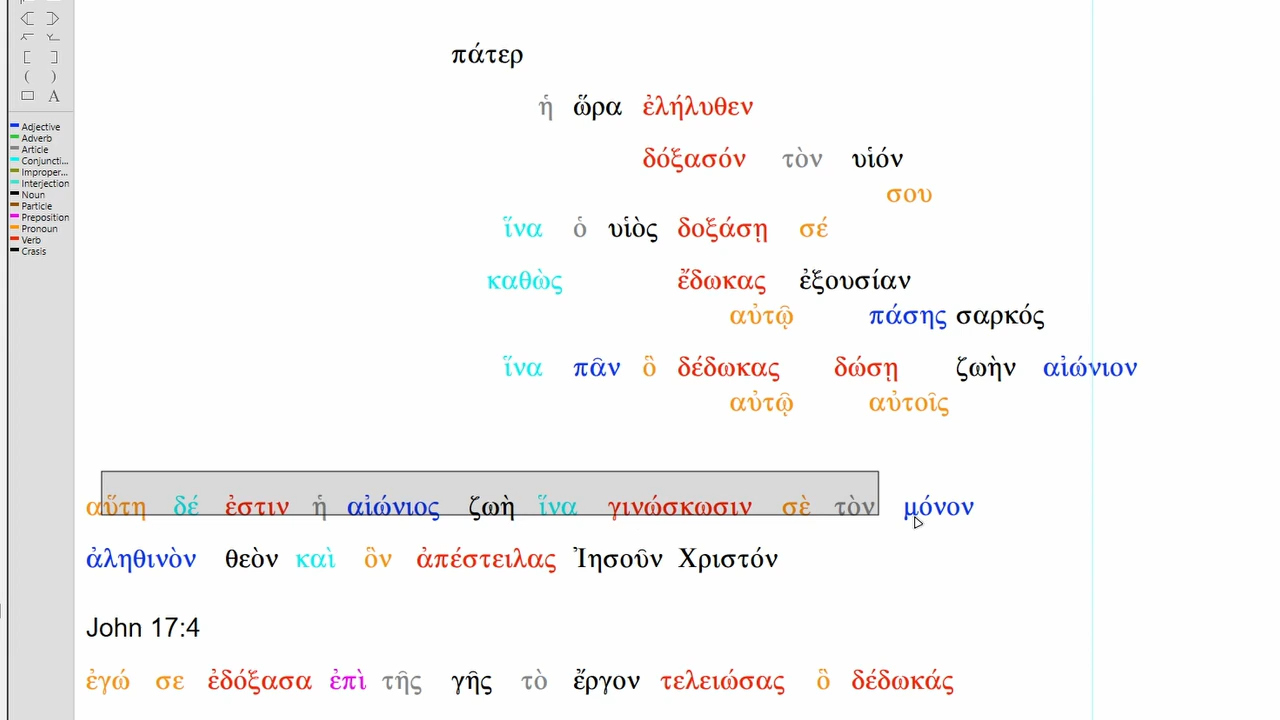 [ ]
( )
A
Adjective
Adverb
Article
Conjuncti...
Improper...
Interjection
Noun
Particle
Preposition
Pronoun
Verb
Crasis
πάτερ
ἡ ὥρα ἐλήλυθεν
δόξασόν τὸν υἱόν
σου
ἵνα ὁ υἱὸς δοξάσῃ σέ
καθὼς ἔδωκας ἐξουσίαν
αὐτῷ πάσης σαρκός
ἵνα πᾶν ὃ δέδωκας δώσῃ ζωὴν αἰώνιον
αὐτῷ αὐτοῖς
αὕτη δέ ἐστιν ἡ αἰώνιος ζωὴ ἵνα γινώσκωσιν σὲ τὸν μόνον
ἀληθινὸν θεὸν καὶ ὃν ἀπέστειλας Ἰησοῦν Χριστόν
John 17:4
ἐγώ σε ἐδόξασα ἐπὶ τῆς γῆς τὸ ἔργον τελειώσας ὃ δέδωκάς